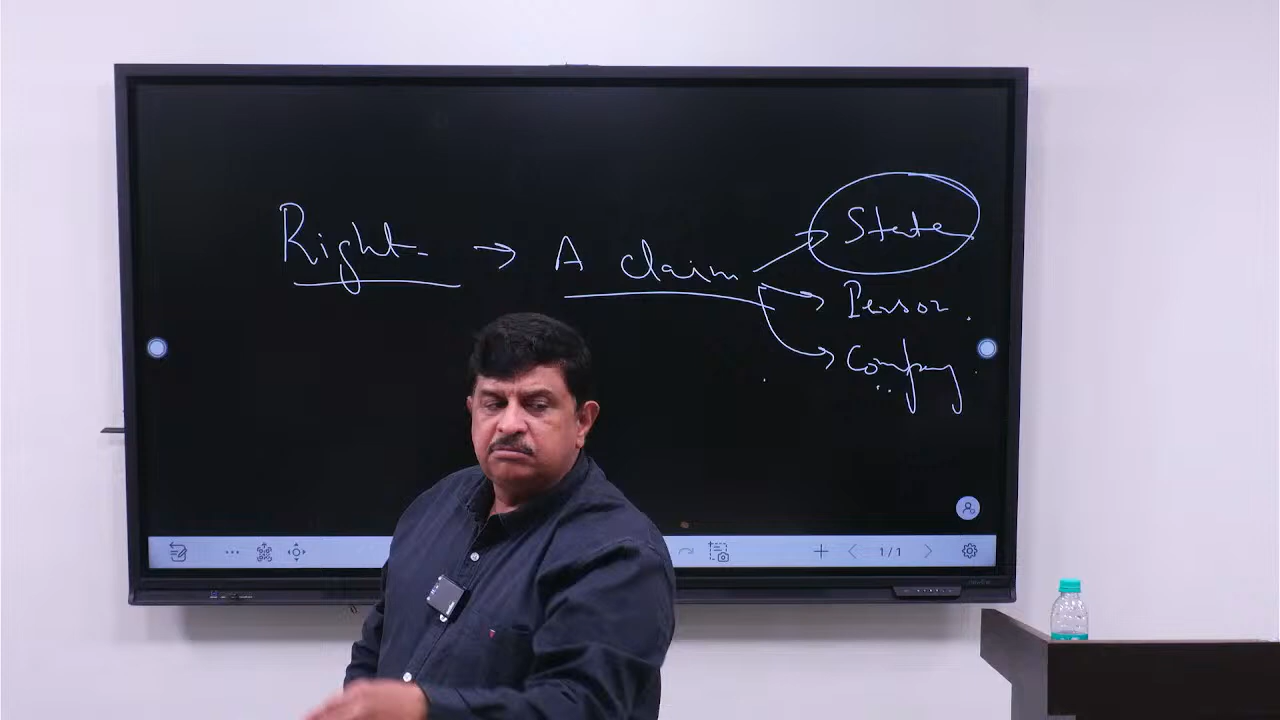 Right → A claim → State
→ Person.
→ Company.
1/1